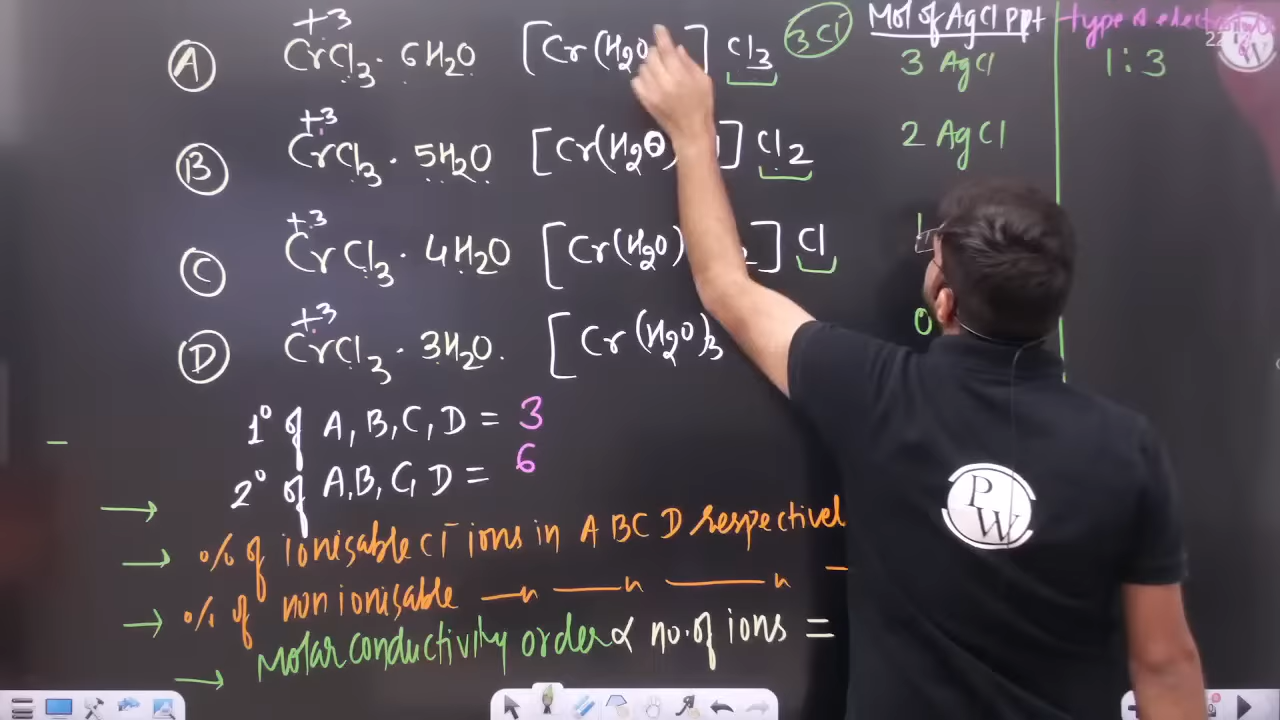 Mol of AgCl ppt type of
22
+3
A CrCl3 · 6H2O [Cr(H2O ] Cl3 3Cl⁻ 3 AgCl 1 : 3
+3
B CrCl3 · 5H2O [Cr(H2O) ] Cl2 2 AgCl
+3
C CrCl3 · 4H2O [Cr(H2O) 2] Cl
+3
D CrCl3 · 3H2O. [Cr(H2O)3 0
1° of A, B, C, D = 3
2° of A,B, C, D = 6
→ % of ionisable Cl⁻ ions in A B C D respectivel
→ % of non ionisable —"— —"— —"—
→ Molar conductivity order ∝ no. of ions =
P
W